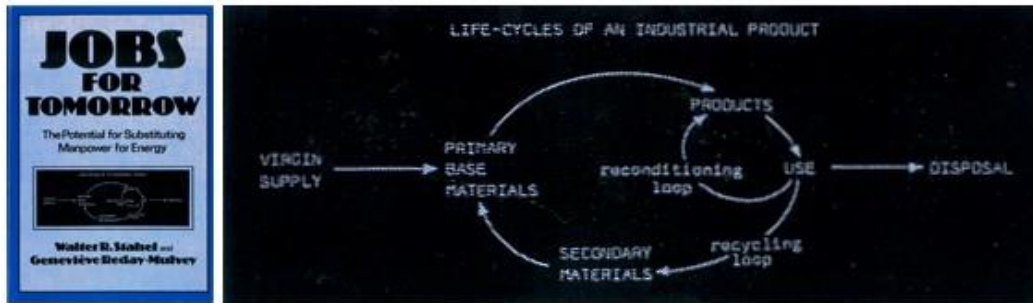 JOBS
FOR
TOMORROW
The Potential for Substituting
Manpower for Energy
Walter R. Stahel and
Geneviève Reday-Mulvey
LIFE-CYCLES OF AN INDUSTRIAL PRODUCT
PRODUCTS
VIRGIN
SUPPLY
PRIMARY
BASE
MATERIALS
reconditioning
loop
USE
DISPOSAL
SECONDARY
MATERIALS
recycling
loop